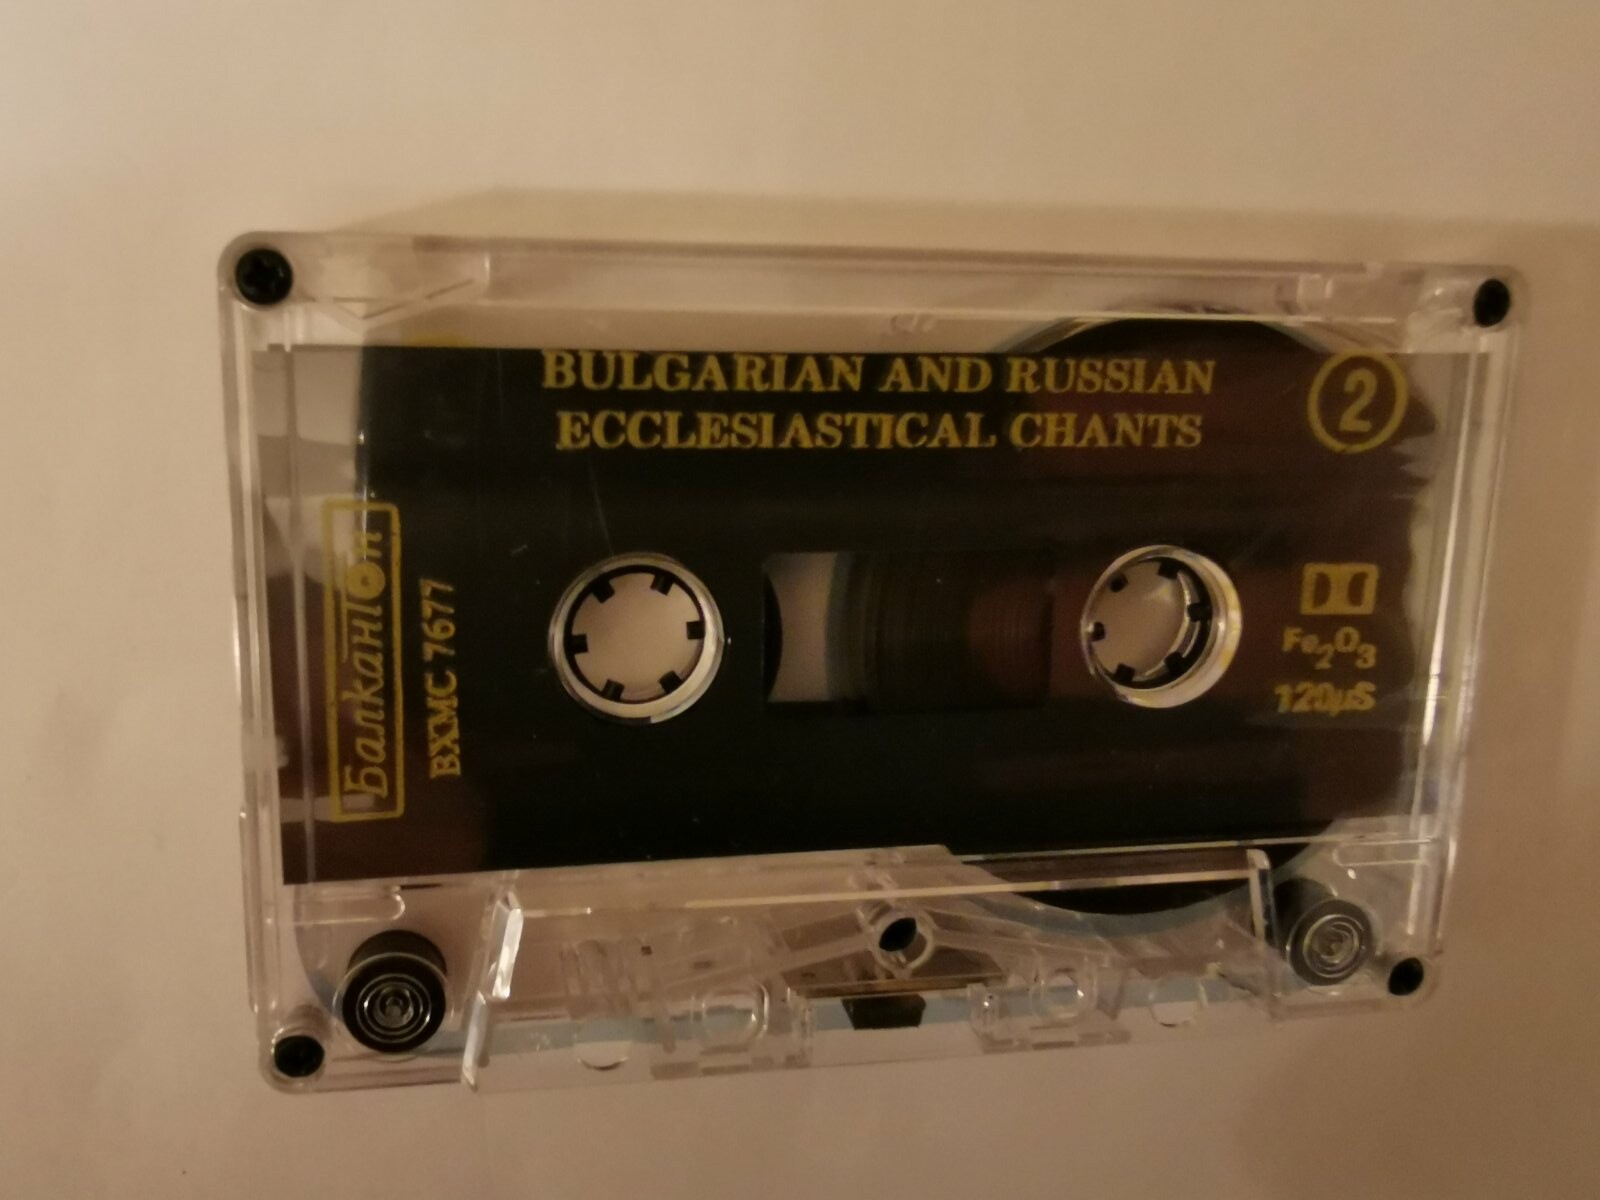 BULGARIAN AND RUSSIAN
ECCLESIASTICAL CHANTS
2
Балкантон
BXMC 7677
Fe2O3
120µS